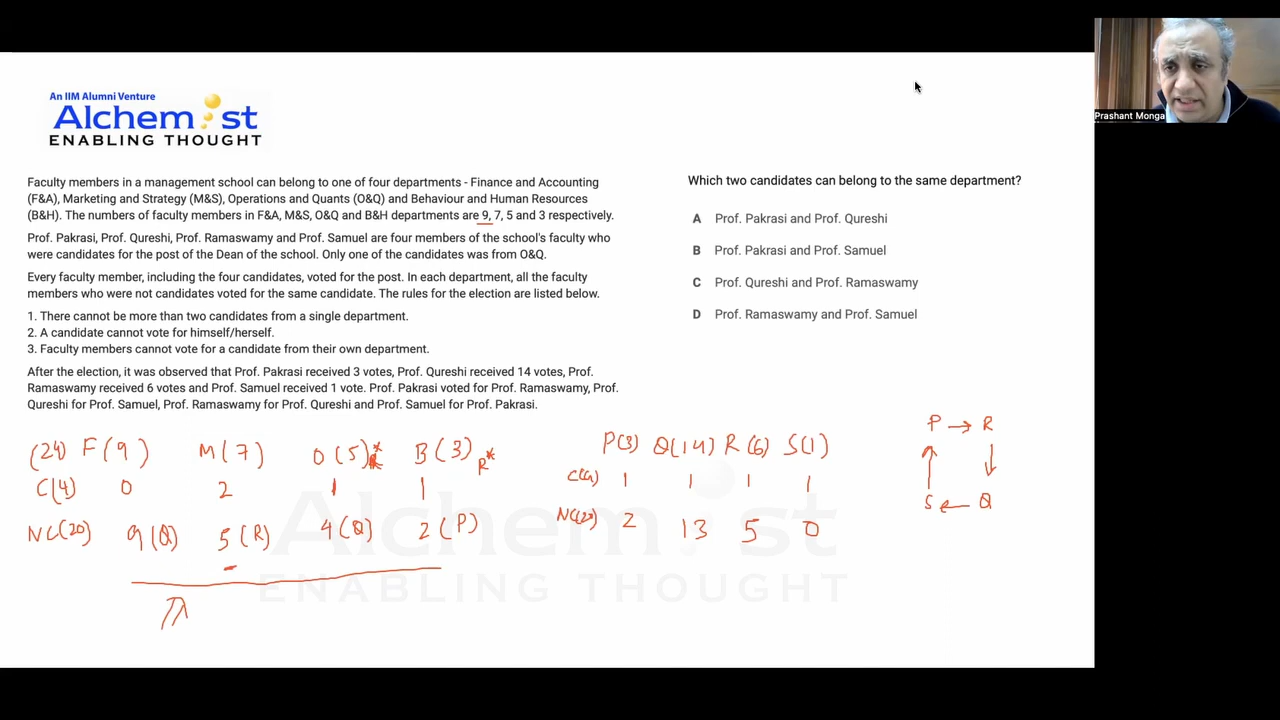 An IIM Alumni Venture
Alchemist
ENABLING THOUGHT
Prashant Monga
Faculty members in a management school can belong to one of four departments - Finance and Accounting
(F&A), Marketing and Strategy (M&S), Operations and Quants (O&Q) and Behaviour and Human Resources
(B&H). The numbers of faculty members in F&A, M&S, O&Q and B&H departments are 9, 7, 5 and 3 respectively.
Prof. Pakrasi, Prof. Qureshi, Prof. Ramaswamy and Prof. Samuel are four members of the school's faculty who
were candidates for the post of the Dean of the school. Only one of the candidates was from O&Q.
Every faculty member, including the four candidates, voted for the post. In each department, all the faculty
members who were not candidates voted for the same candidate. The rules for the election are listed below.
1. There cannot be more than two candidates from a single department.
2. A candidate cannot vote for himself/herself.
3. Faculty members cannot vote for a candidate from their own department.
After the election, it was observed that Prof. Pakrasi received 3 votes, Prof. Qureshi received 14 votes, Prof.
Ramaswamy received 6 votes and Prof. Samuel received 1 vote. Prof. Pakrasi voted for Prof. Ramaswamy, Prof.
Qureshi for Prof. Samuel, Prof. Ramaswamy for Prof. Qureshi and Prof. Samuel for Prof. Pakrasi.
Which two candidates can belong to the same department?
A Prof. Pakrasi and Prof. Qureshi
B Prof. Pakrasi and Prof. Samuel
C Prof. Qureshi and Prof. Ramaswamy
D Prof. Ramaswamy and Prof. Samuel
(24) F(9) M(7) O(5)* B(3) R*
C(4) 0 2 1 1
NC(20) 9(Q) 5(R) 4(Q) 2(P)
P(3) Q(14) R(6) S(1)
C(4) 1 1 1 1
NC(20) 2 13 5 0
P → R
S ← Q
Alchemist
ENABLING THOUGHT